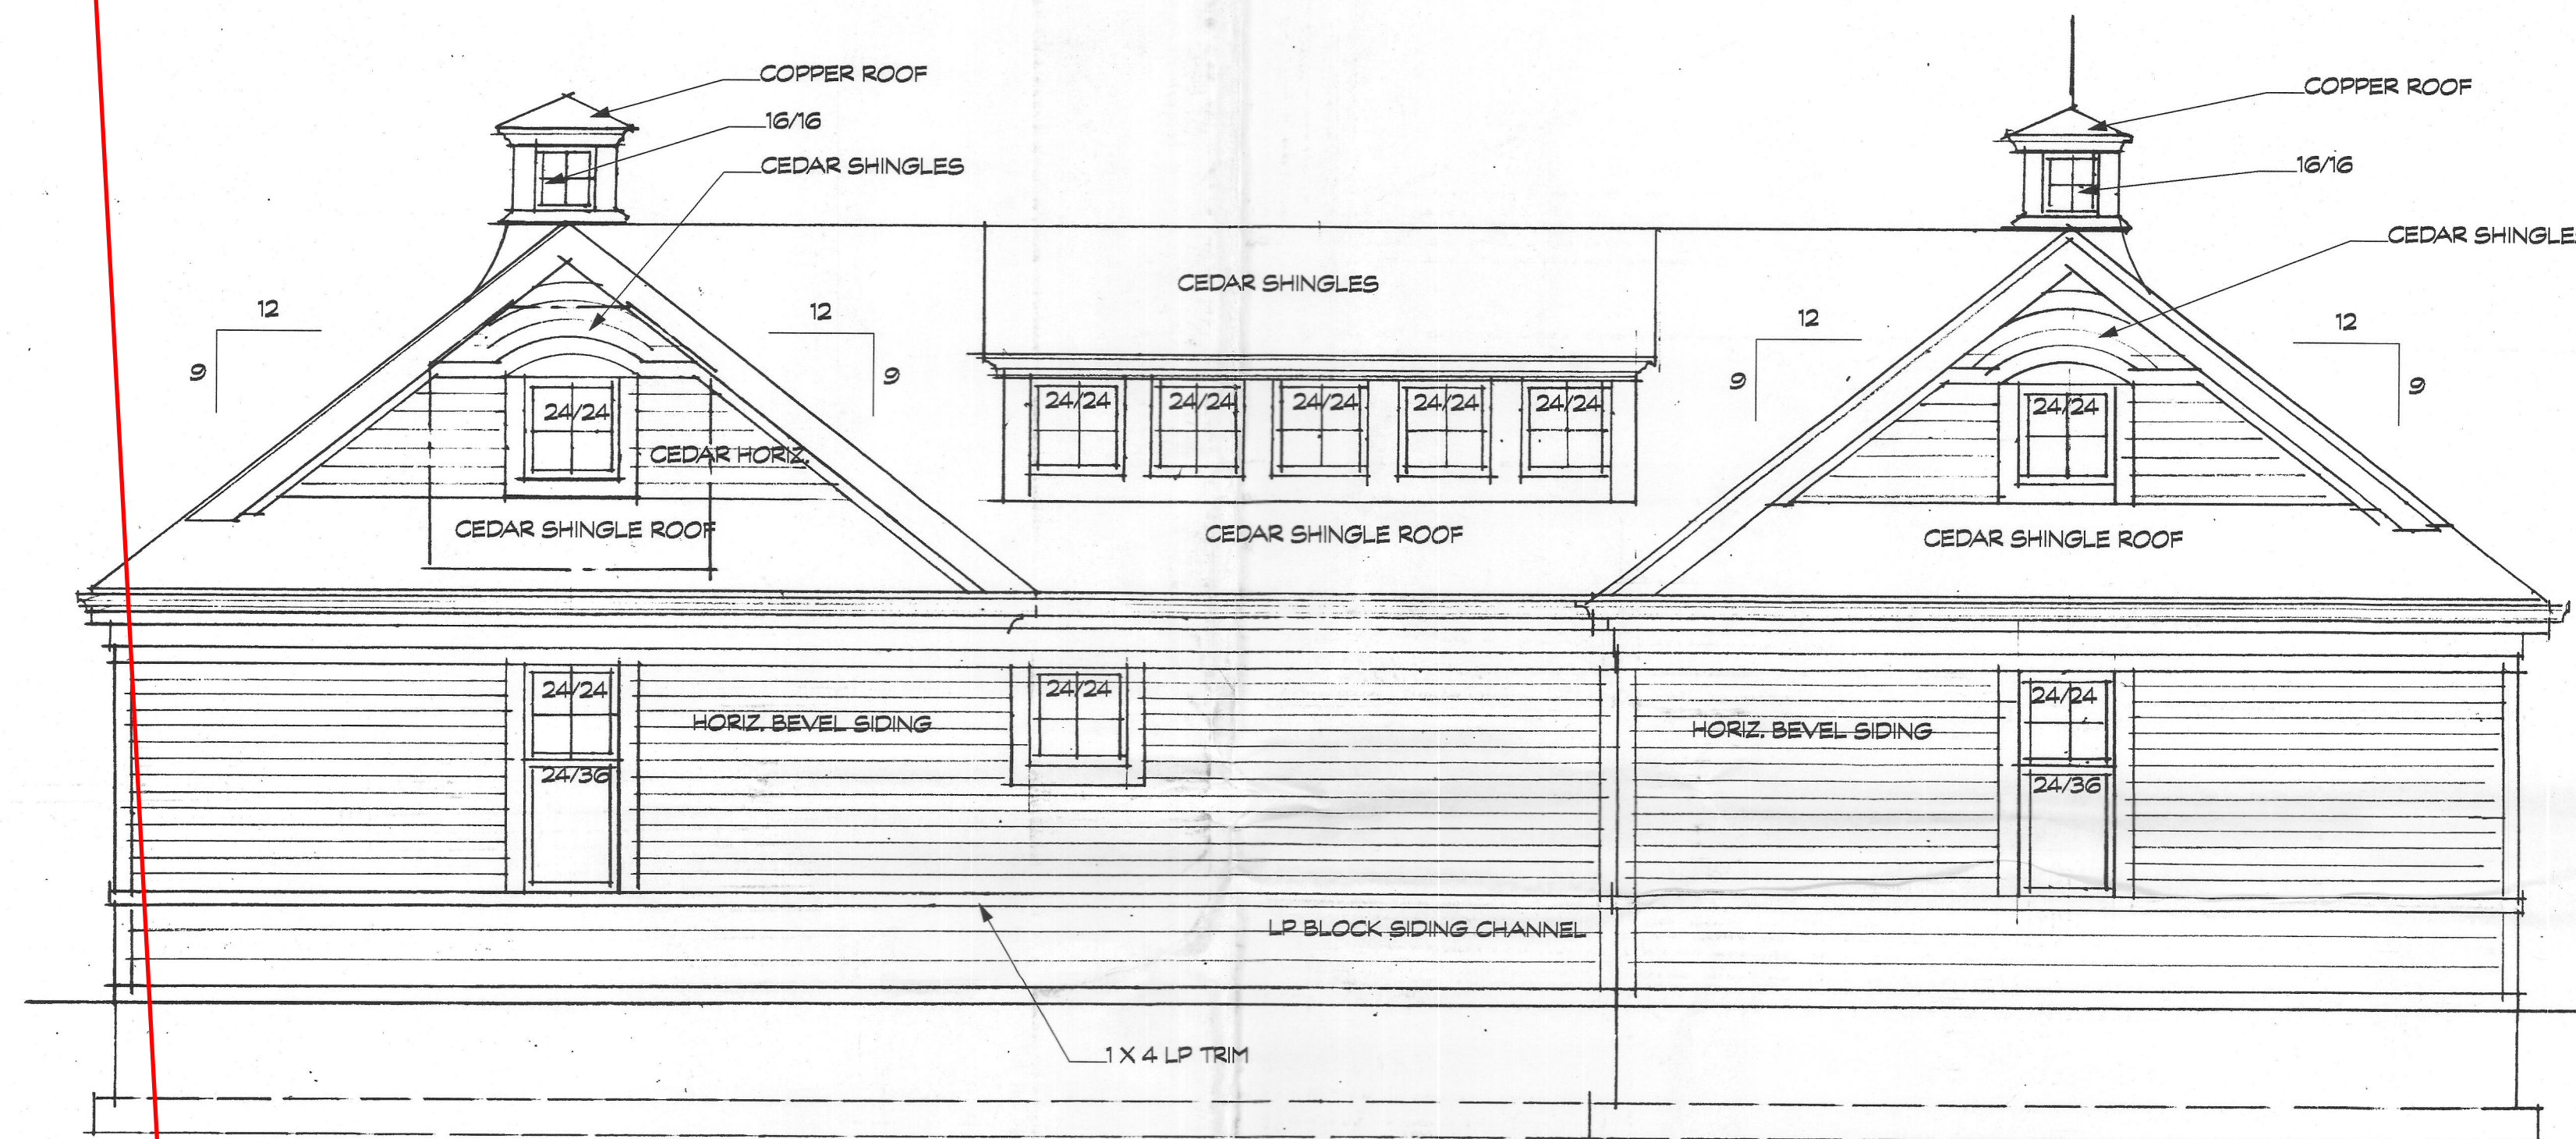 COPPER ROOF
COPPER ROOF
16/16
CEDAR SHINGLES
16/16
CEDAR SHINGLE
CEDAR SHINGLES
12
9
12
9
12
9
12
9
24/24
24/24
24/24
24/24
24/24
24/24
24/24
CEDAR HORIZ.
CEDAR SHINGLE ROOF
CEDAR SHINGLE ROOF
CEDAR SHINGLE ROOF
24/24
24/24
24/24
HORIZ. BEVEL SIDING
HORIZ. BEVEL SIDING
24/36
24/36
LP BLOCK SIDING CHANNEL
1 X 4 LP TRIM